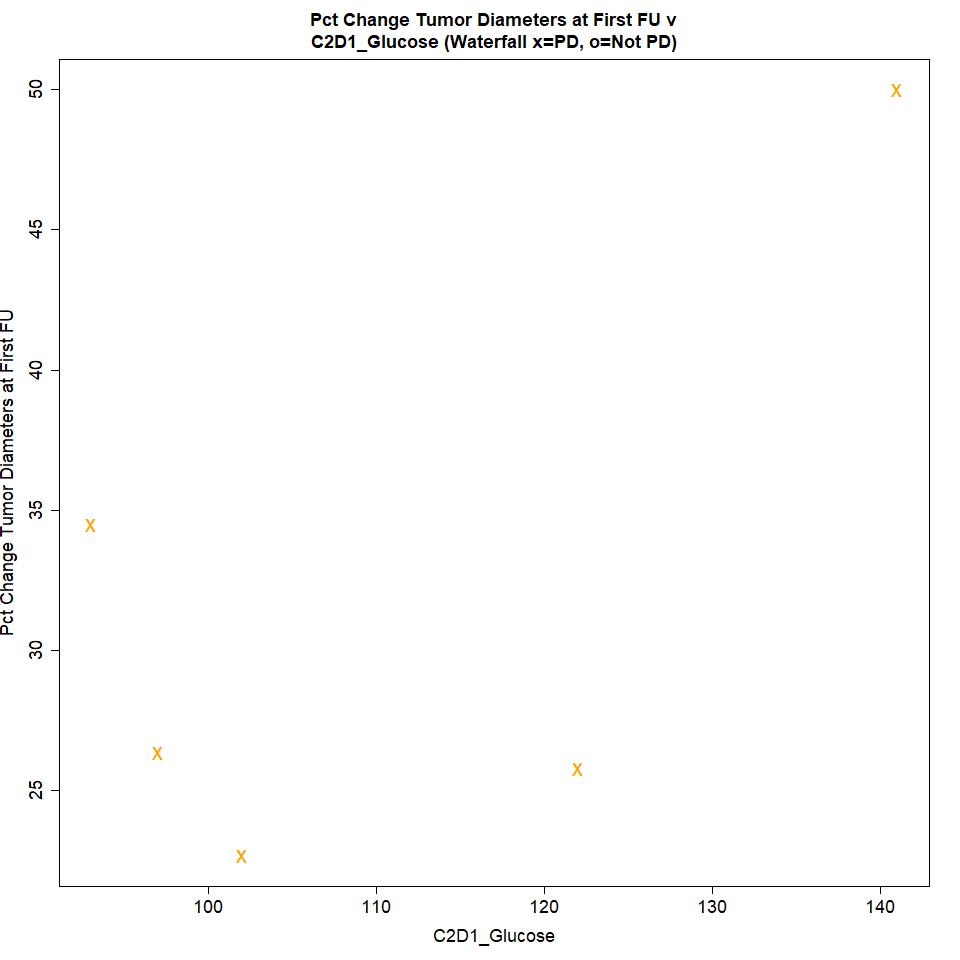 Pct Change Tumor Diameters at First FU v
C2D1_Glucose (Waterfall x=PD, o=Not PD)
Pct Change Tumor Diameters at First FU
50
45
40
35
30
25
X
X
X
X
X
100
110
120
130
140
C2D1_Glucose